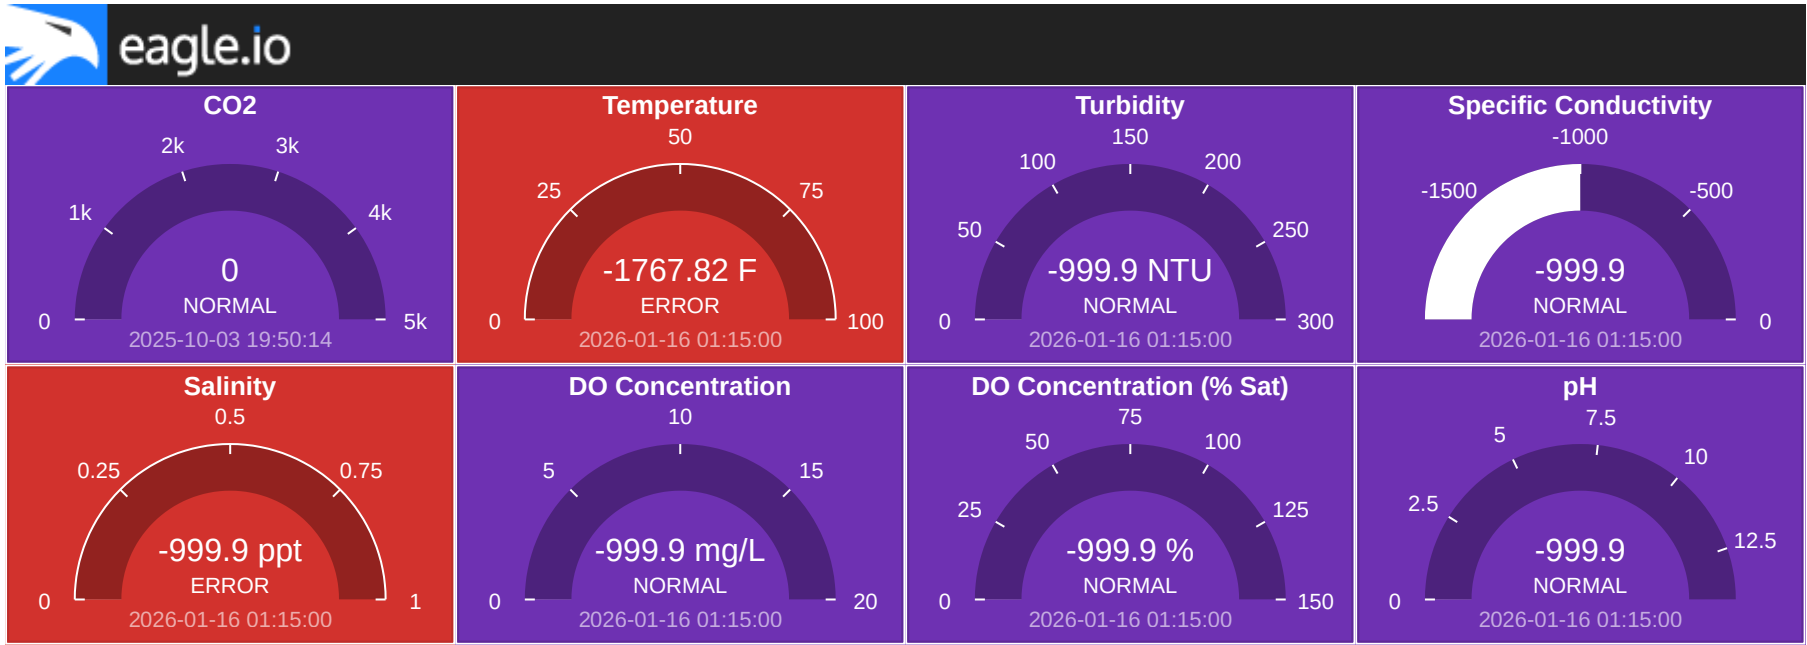 eagle.io
CO2
2k 3k
1k 4k
0
NORMAL
0 5k
2025-10-03 19:50:14
Temperature
50
25 75
-1767.82 F
ERROR
0 100
2026-01-16 01:15:00
Turbidity
150
100 200
50 250
-999.9 NTU
NORMAL
0 300
2026-01-16 01:15:00
Specific Conductivity
-1000
-1500 -500
-999.9
NORMAL
0
2026-01-16 01:15:00
Salinity
0.5
0.25 0.75
-999.9 ppt
ERROR
0 1
2026-01-16 01:15:00
DO Concentration
10
5 15
-999.9 mg/L
NORMAL
0 20
2026-01-16 01:15:00
DO Concentration (% Sat)
75
50 100
25 125
-999.9 %
NORMAL
0 150
2026-01-16 01:15:00
pH
7.5
5 10
2.5 12.5
-999.9
NORMAL
0
2026-01-16 01:15:00